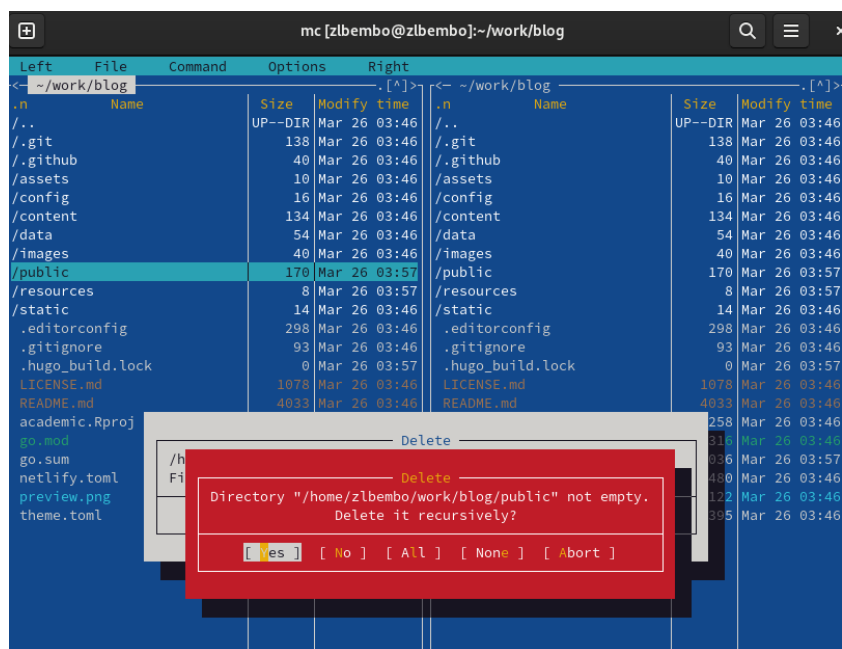 mc [zlbembo@zlbembo]:~/work/blog
Left File Command Options Right
<— ~/work/blog .[^]> <— ~/work/blog .[^]>
.n Name Size Modify time .n Name Size Modify time
/.. UP--DIR Mar 26 03:46 /.. UP--DIR Mar 26 03:46
/.git 138 Mar 26 03:46 /.git 138 Mar 26 03:46
/.github 40 Mar 26 03:46 /.github 40 Mar 26 03:46
/assets 10 Mar 26 03:46 /assets 10 Mar 26 03:46
/config 16 Mar 26 03:46 /config 16 Mar 26 03:46
/content 134 Mar 26 03:46 /content 134 Mar 26 03:46
/data 54 Mar 26 03:46 /data 54 Mar 26 03:46
/images 40 Mar 26 03:46 /images 40 Mar 26 03:46
/public 170 Mar 26 03:57 /public 170 Mar 26 03:57
/resources 8 Mar 26 03:57 /resources 8 Mar 26 03:57
/static 14 Mar 26 03:46 /static 14 Mar 26 03:46
.editorconfig 298 Mar 26 03:46 .editorconfig 298 Mar 26 03:46
.gitignore 93 Mar 26 03:46 .gitignore 93 Mar 26 03:46
.hugo_build.lock 0 Mar 26 03:57 .hugo_build.lock 0 Mar 26 03:57
LICENSE.md 1078 Mar 26 03:46 LICENSE.md 1078 Mar 26 03:46
README.md 4033 Mar 26 03:46 README.md 4033 Mar 26 03:46
academic.Rproj 258 Mar 26 03:46
go.mod Delete 316 Mar 26 03:46
go.sum /h 036 Mar 26 03:57
netlify.toml Fi Delete 480 Mar 26 03:46
preview.png Directory "/home/zlbembo/work/blog/public" not empty. 122 Mar 26 03:46
theme.toml Delete it recursively? 395 Mar 26 03:46
[ Yes ] [ No ] [ All ] [ None ] [ Abort ]